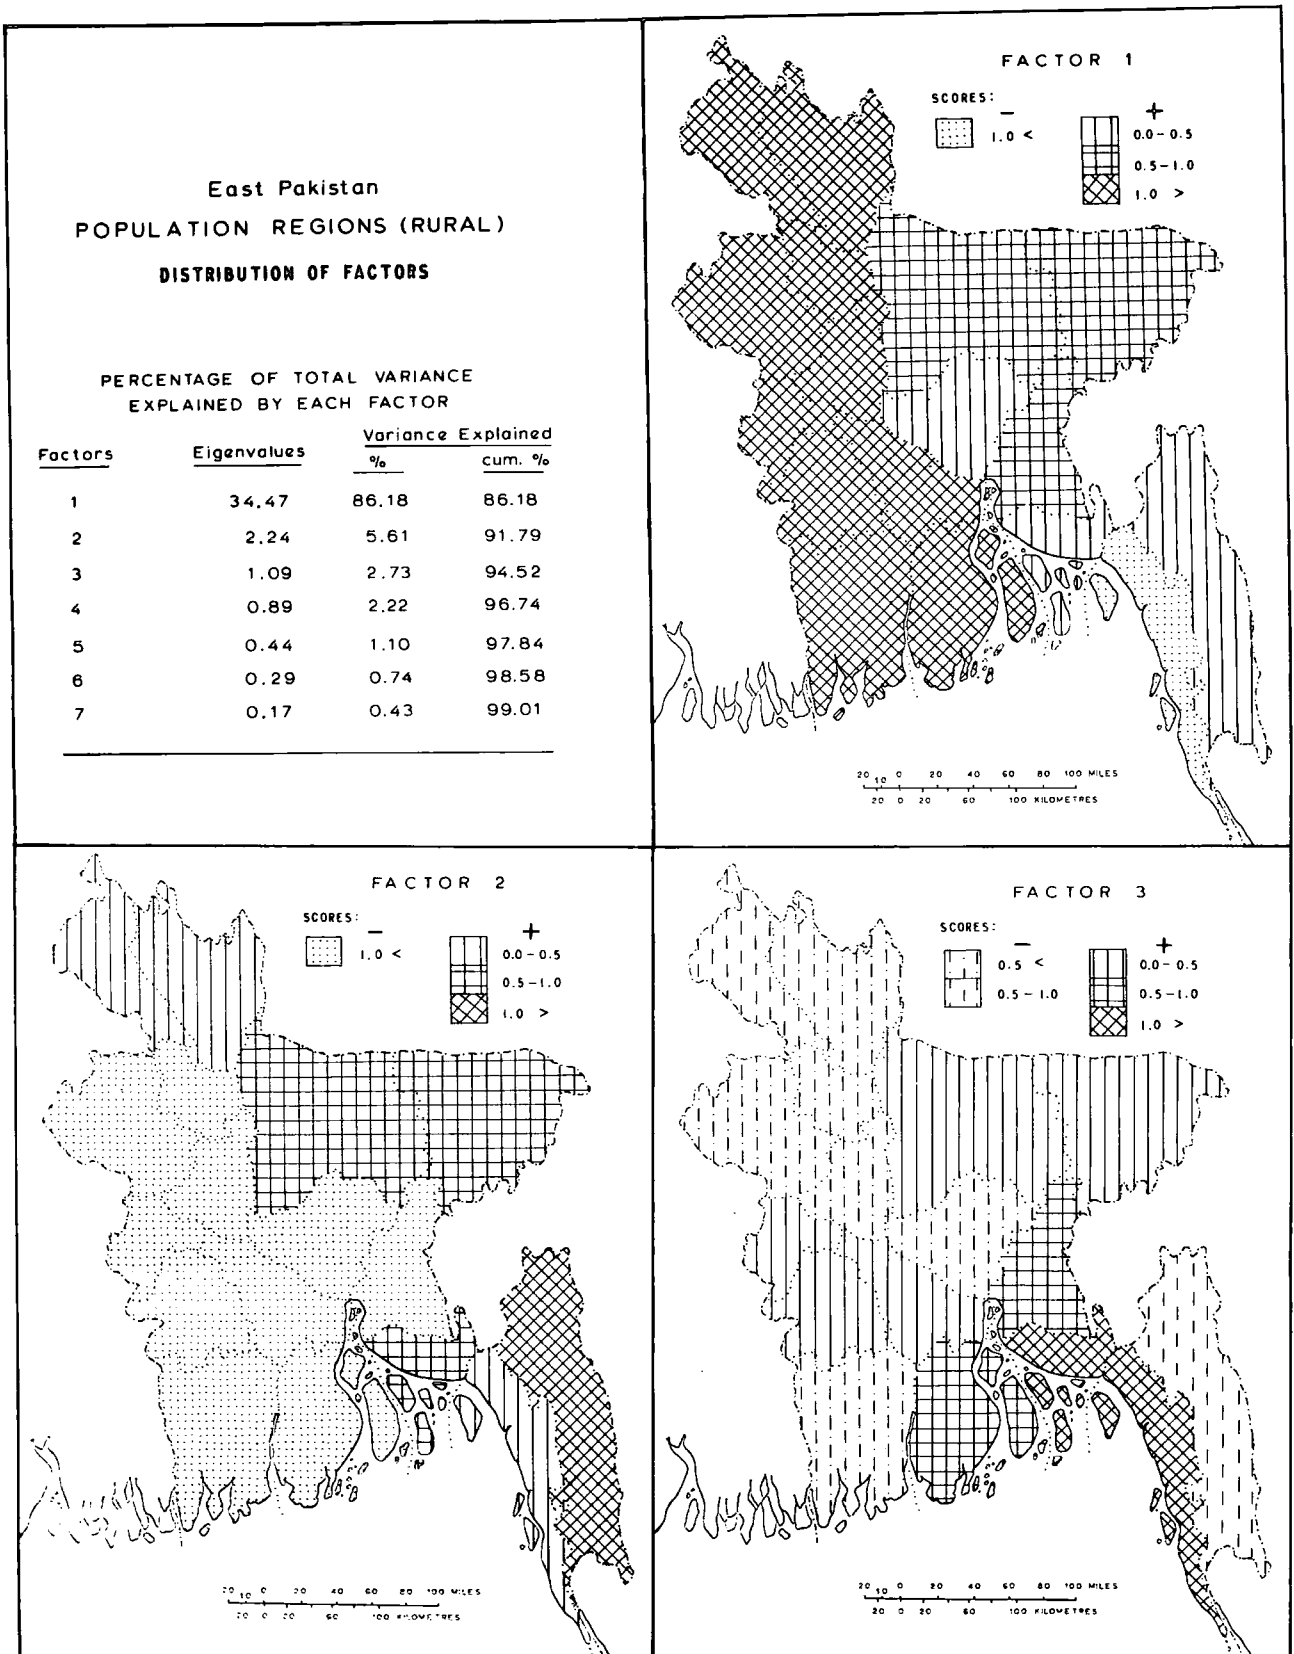 East Pakistan
POPULATION REGIONS (RURAL)
DISTRIBUTION OF FACTORS
PERCENTAGE OF TOTAL VARIANCE
EXPLAINED BY EACH FACTOR
Factors Eigenvalues Variance Explained
% cum. %
1 34.47 86.18 86.18
2 2.24 5.61 91.79
3 1.09 2.73 94.52
4 0.89 2.22 96.74
5 0.44 1.10 97.84
6 0.29 0.74 98.58
7 0.17 0.43 99.01
FACTOR 1
SCORES:
− +
1.0 < 0.0-0.5
0.5-1.0
1.0 >
20 10 0 20 40 60 80 100 MILES
20 0 20 60 100 KILOMETRES
FACTOR 2
SCORES:
− +
1.0 < 0.0-0.5
0.5-1.0
1.0 >
20 10 0 20 40 60 80 100 MILES
20 0 20 60 100 KILOMETRES
FACTOR 3
SCORES:
− +
0.5 < 0.0-0.5
0.5-1.0 0.5-1.0
1.0 >
20 10 0 20 40 60 80 100 MILES
20 0 20 60 100 KILOMETRES